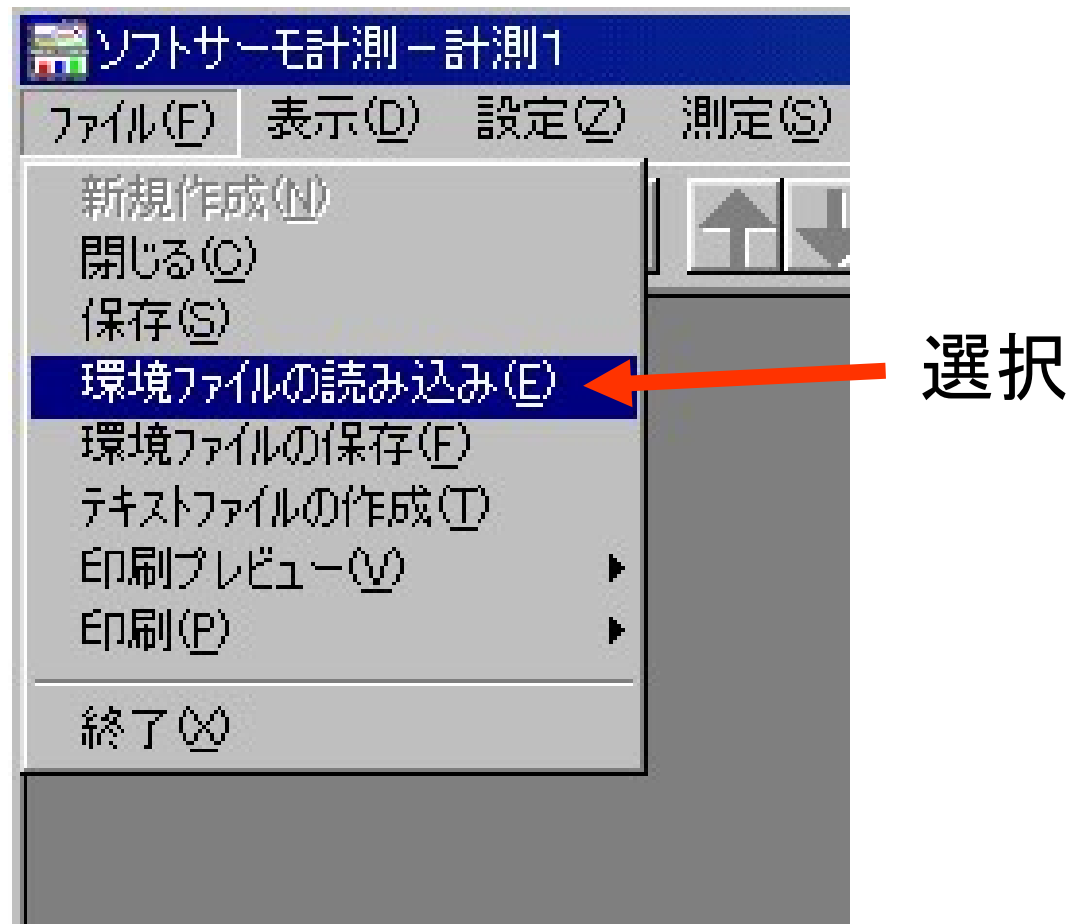 ソフトサーモ計測－計測1
ファイル(F) 表示(D) 設定(Z) 測定(S)
新規作成(N)
閉じる(C)
保存(S)
環境ファイルの読み込み(E)
選択
環境ファイルの保存(F)
テキストファイルの作成(T)
印刷プレビュー(V)
印刷(P)
終了(X)